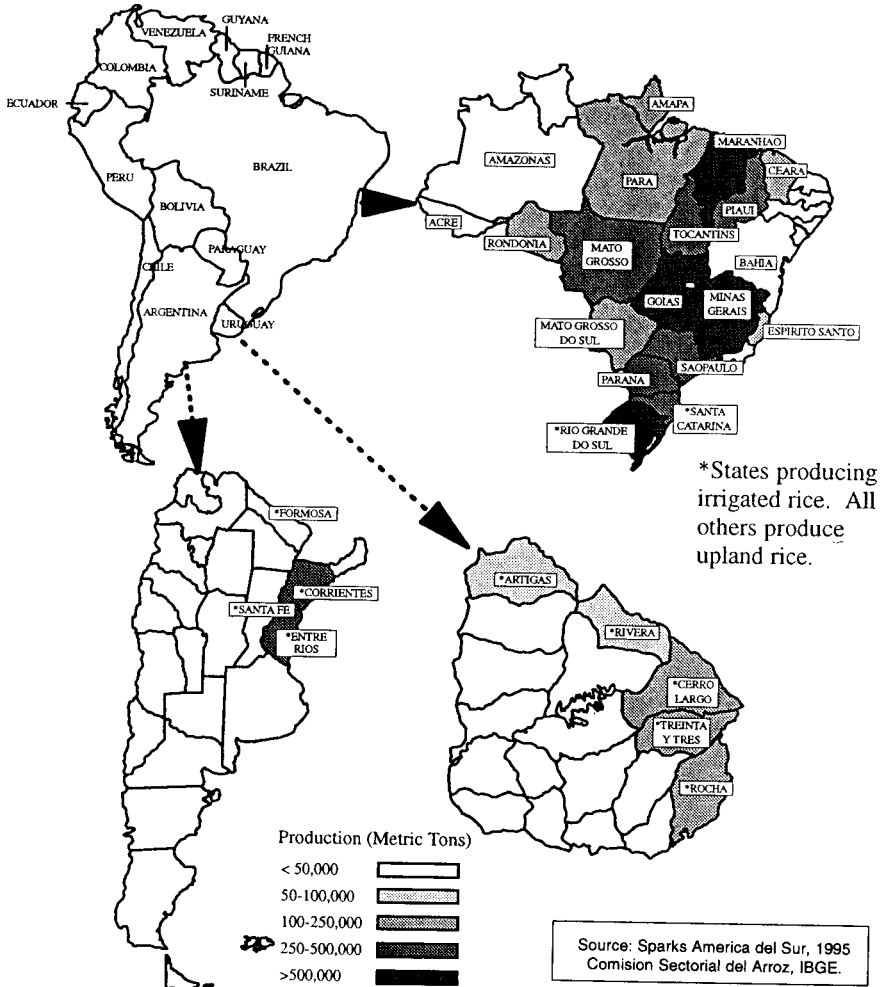 GUYANA
VENEZUELA
FRENCH
GUIANA
COLOMBIA
SURINAME
ECUADOR
PERU
BRAZIL
BOLIVIA
PARAGUAY
CHILE
ARGENTINA
URUGUAY
AMAPA
MARANHAO
AMAZONAS
CEARA
PARA
ACRE
PIAUI
RONDONIA
TOCANTINS
MATO
GROSSO
BAHIA
GOIAS
MINAS
GERAIS
MATO GROSSO
DO SUL
ESPIRITO SANTO
SAOPAULO
PARANA
*SANTA
CATARINA
*RIO GRANDE
DO SUL
*States producing
irrigated rice. All
others produce
upland rice.
*FORMOSA
*CORRIENTES
*SANTA FE
*ENTRE
RIOS
*ARTIGAS
*RIVERA
*CERRO
LARGO
*TREINTA
Y TRES
*ROCHA
Production (Metric Tons)
< 50,000
50-100,000
100-250,000
250-500,000
>500,000
Source: Sparks America del Sur, 1995
Comision Sectorial del Arroz, IBGE.